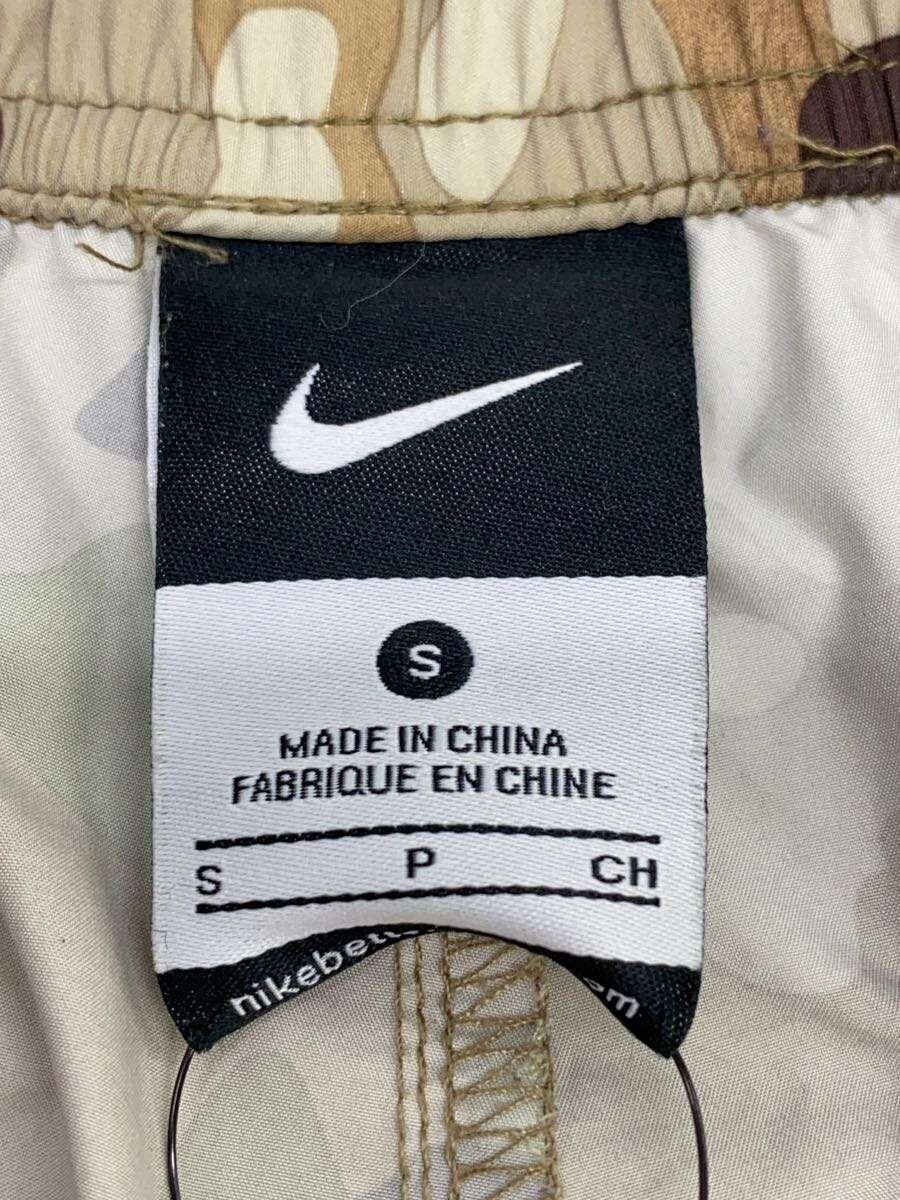 S
MADE IN CHINA
FABRIQUE EN CHINE
S P CH